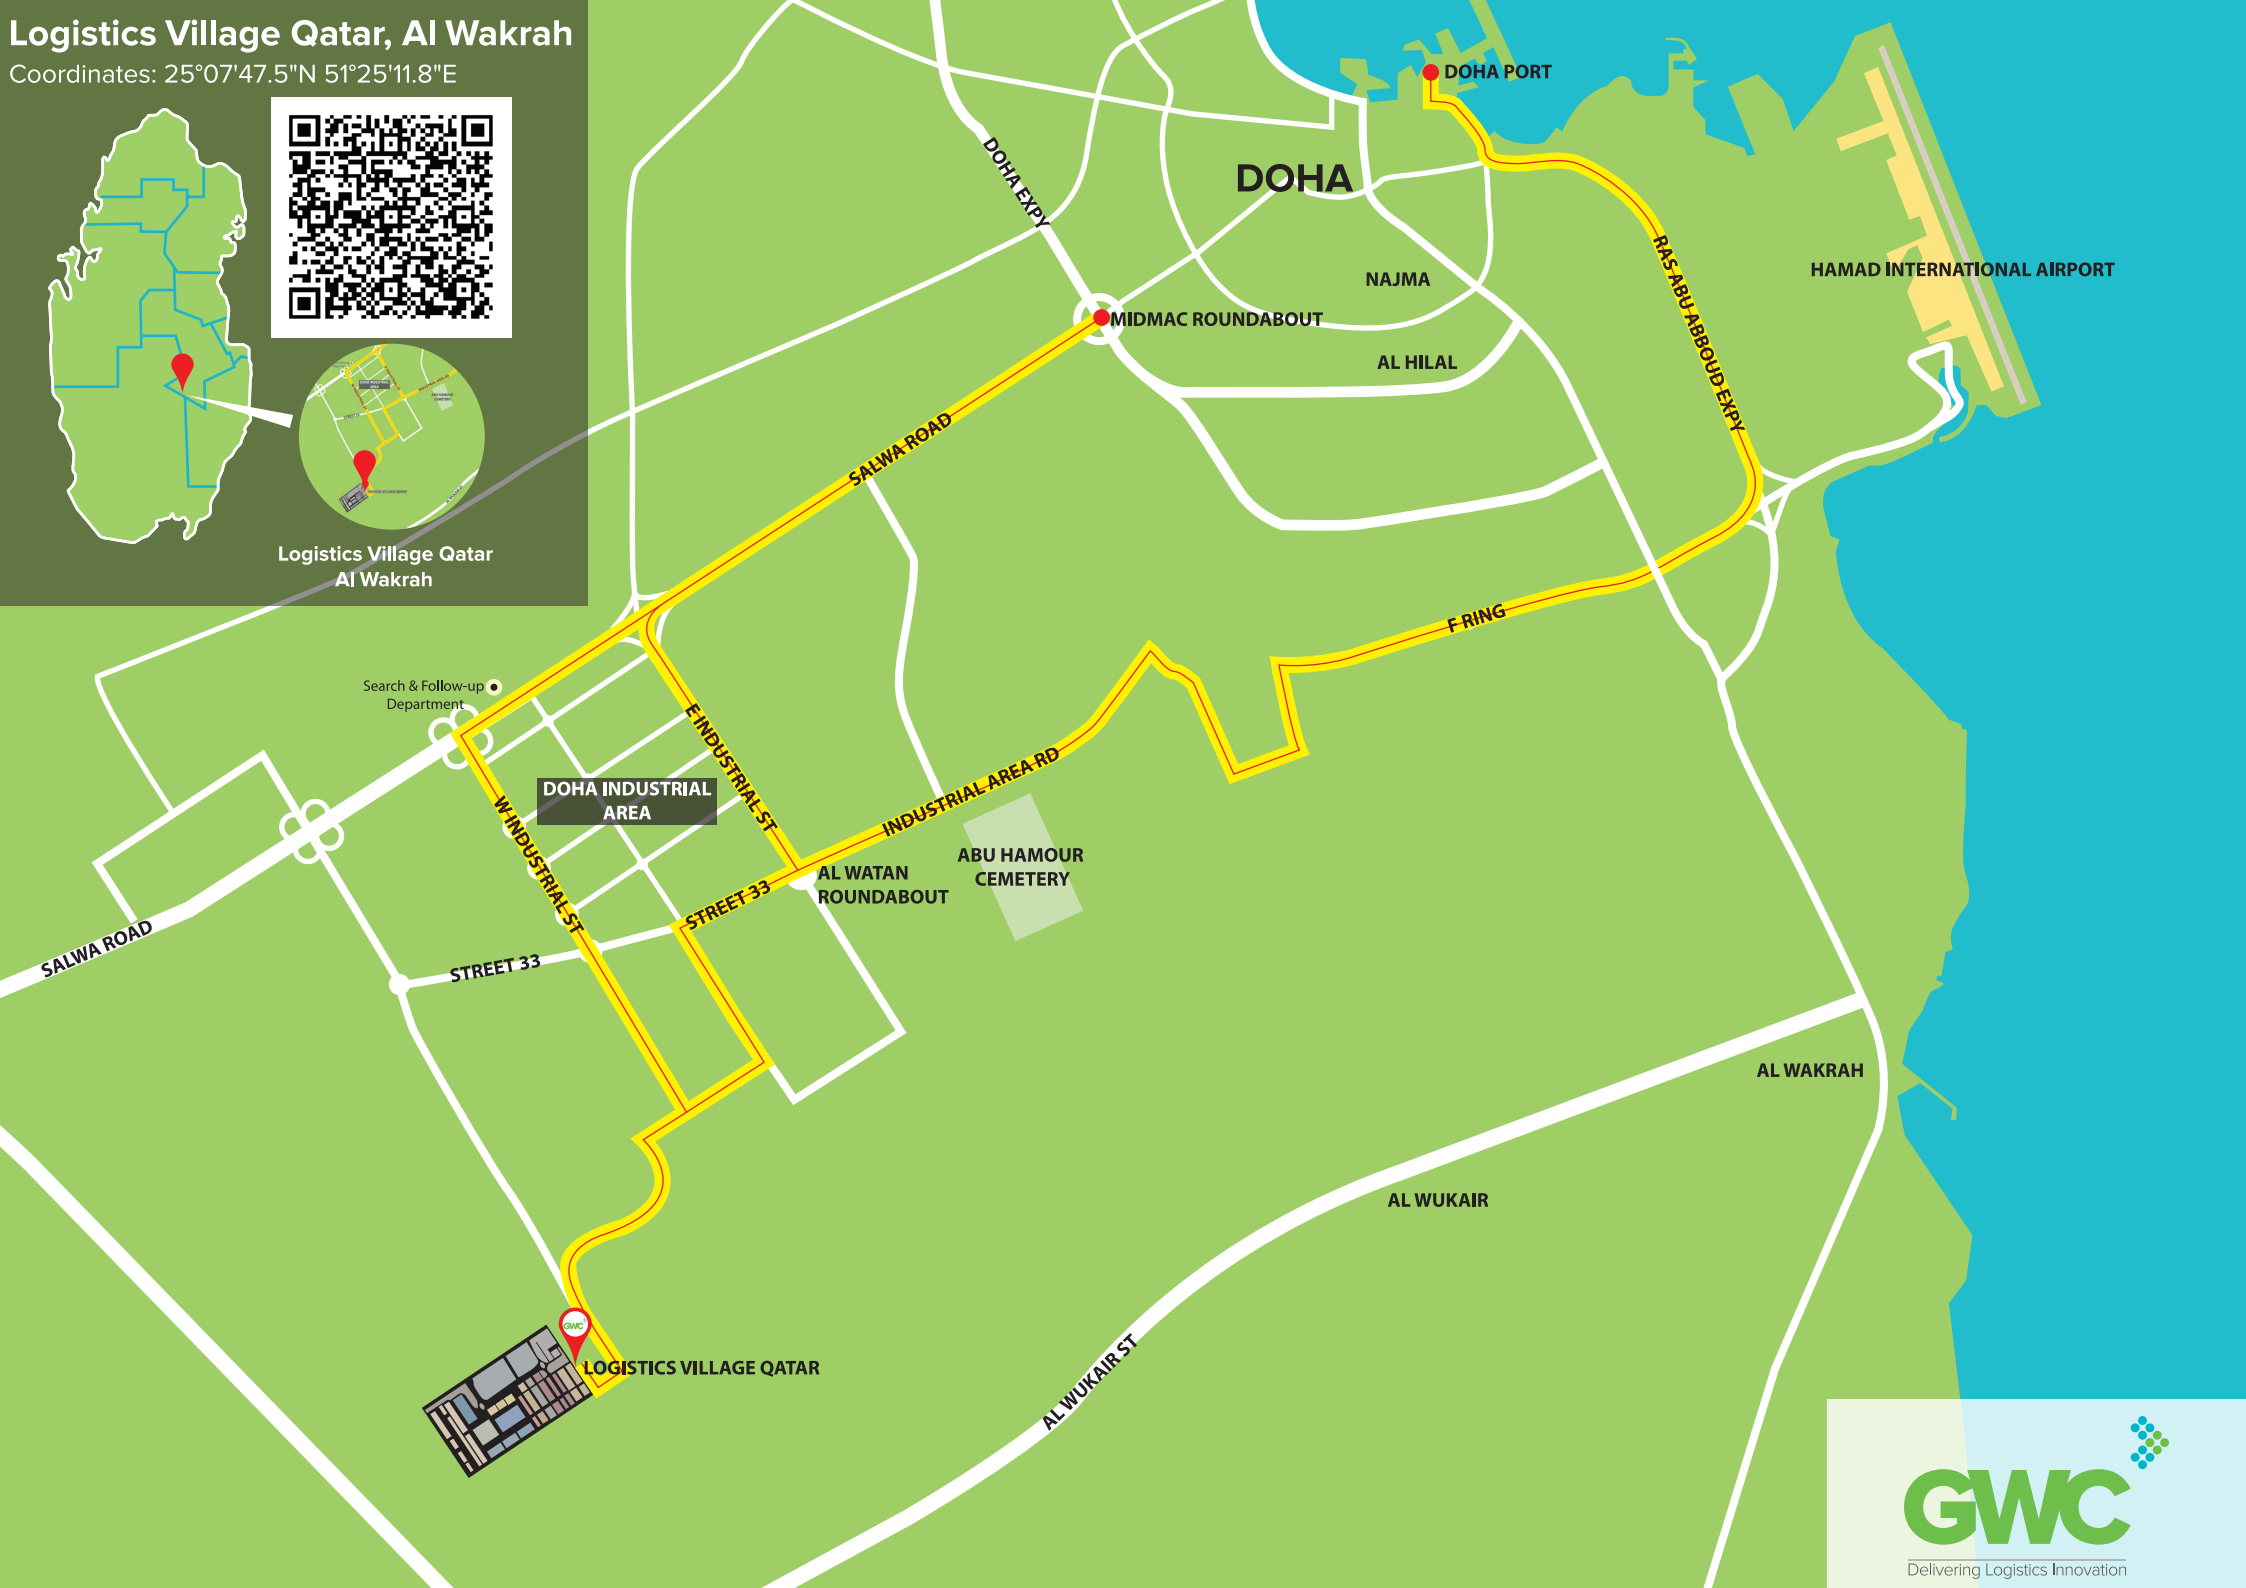 Logistics Village Qatar, Al Wakrah
Coordinates: 25°07'47.5"N 51°25'11.8"E
Logistics Village Qatar
Al Wakrah
DOHA PORT
DOHA EXPY
DOHA
RAS ABU ABBOUD EXPY
HAMAD INTERNATIONAL AIRPORT
NAJMA
MIDMAC ROUNDABOUT
AL HILAL
SALWA ROAD
F RING
Search & Follow-up
Department
E INDUSTRIAL ST
DOHA INDUSTRIAL
AREA
W INDUSTRIAL ST
INDUSTRIAL AREA RD
ABU HAMOUR
CEMETERY
AL WATAN
ROUNDABOUT
STREET 33
SALWA ROAD
STREET 33
AL WAKRAH
AL WUKAIR
AL WUKAIR ST
GWC
LOGISTICS VILLAGE QATAR
GWC
Delivering Logistics Innovation